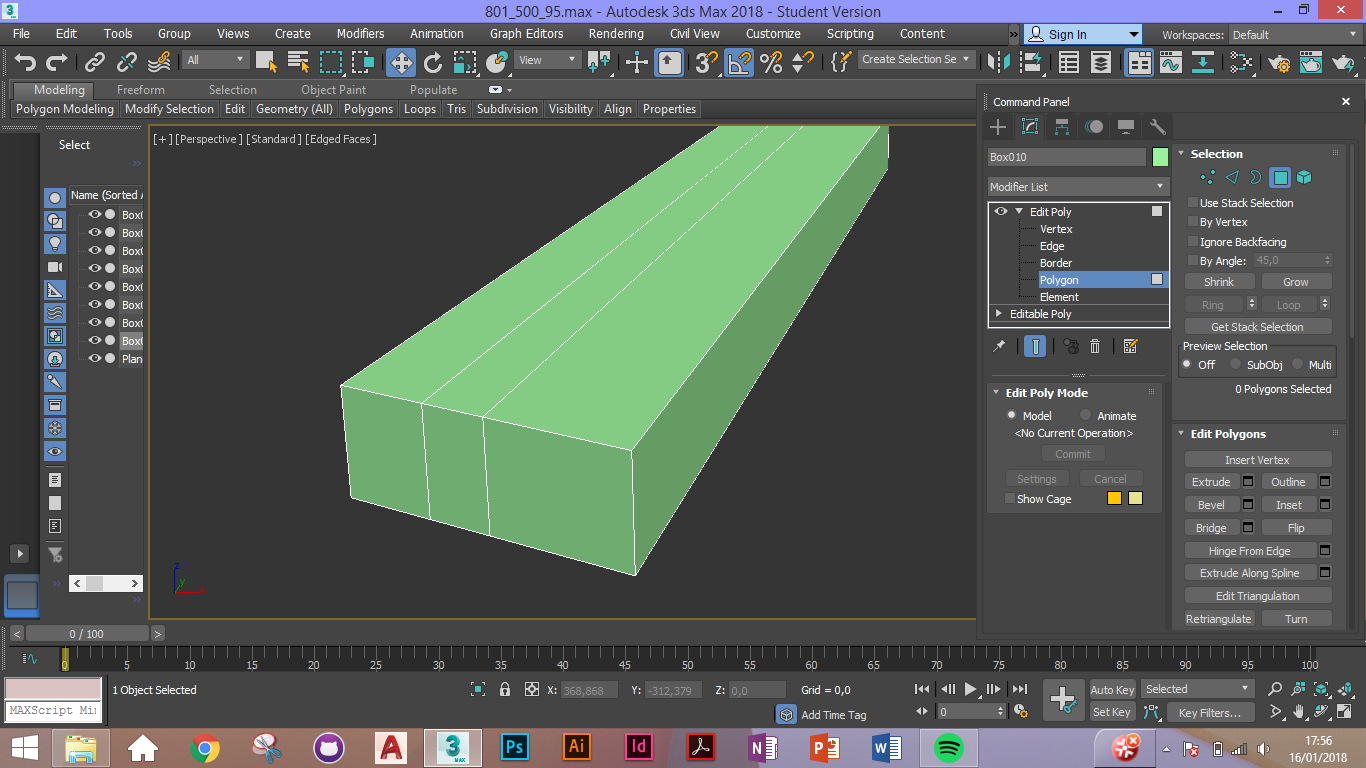 801_500_95.max - Autodesk 3ds Max 2018 - Student Version
File Edit Tools Group Views Create Modifiers Animation Graph Editors Rendering Civil View Customize Scripting Content » Sign In Workspaces: Default
All View Create Selection Se
Modeling Freeform Selection Object Paint Populate
Polygon Modeling Modify Selection Edit Geometry (All) Polygons Loops Tris Subdivision Visibility Align Properties
Select
Name (Sorted A
Box0
Box0
Box0
Box0
Box0
Box0
Box0
Box0
Plan
[+] [Perspective ] [Standard ] [Edged Faces ]
z
y
x
Command Panel
Box010
Modifier List
Edit Poly
Vertex
Edge
Border
Polygon
Element
Editable Poly
Edit Poly Mode
Model Animate
<No Current Operation>
Commit
Settings Cancel
Show Cage
Selection
Use Stack Selection
By Vertex
Ignore Backfacing
By Angle: 45,0
Shrink Grow
Ring Loop
Get Stack Selection
Preview Selection
Off SubObj Multi
0 Polygons Selected
Edit Polygons
Insert Vertex
Extrude Outline
Bevel Inset
Bridge Flip
Hinge From Edge
Extrude Along Spline
Edit Triangulation
Retriangulate Turn
< 0 / 100 >
0 5 10 15 20 25 30 35 40 45 50 55 60 65 70 75 80 85 90 95 100
1 Object Selected X: 368,868 Y: -312,379 Z: 0,0 Grid = 0,0 Auto Key Selected
MAXScript Mi
Add Time Tag 0 Set Key Key Filters...
3 MAX Ps Ai Id N P W
17:56
16/01/2018